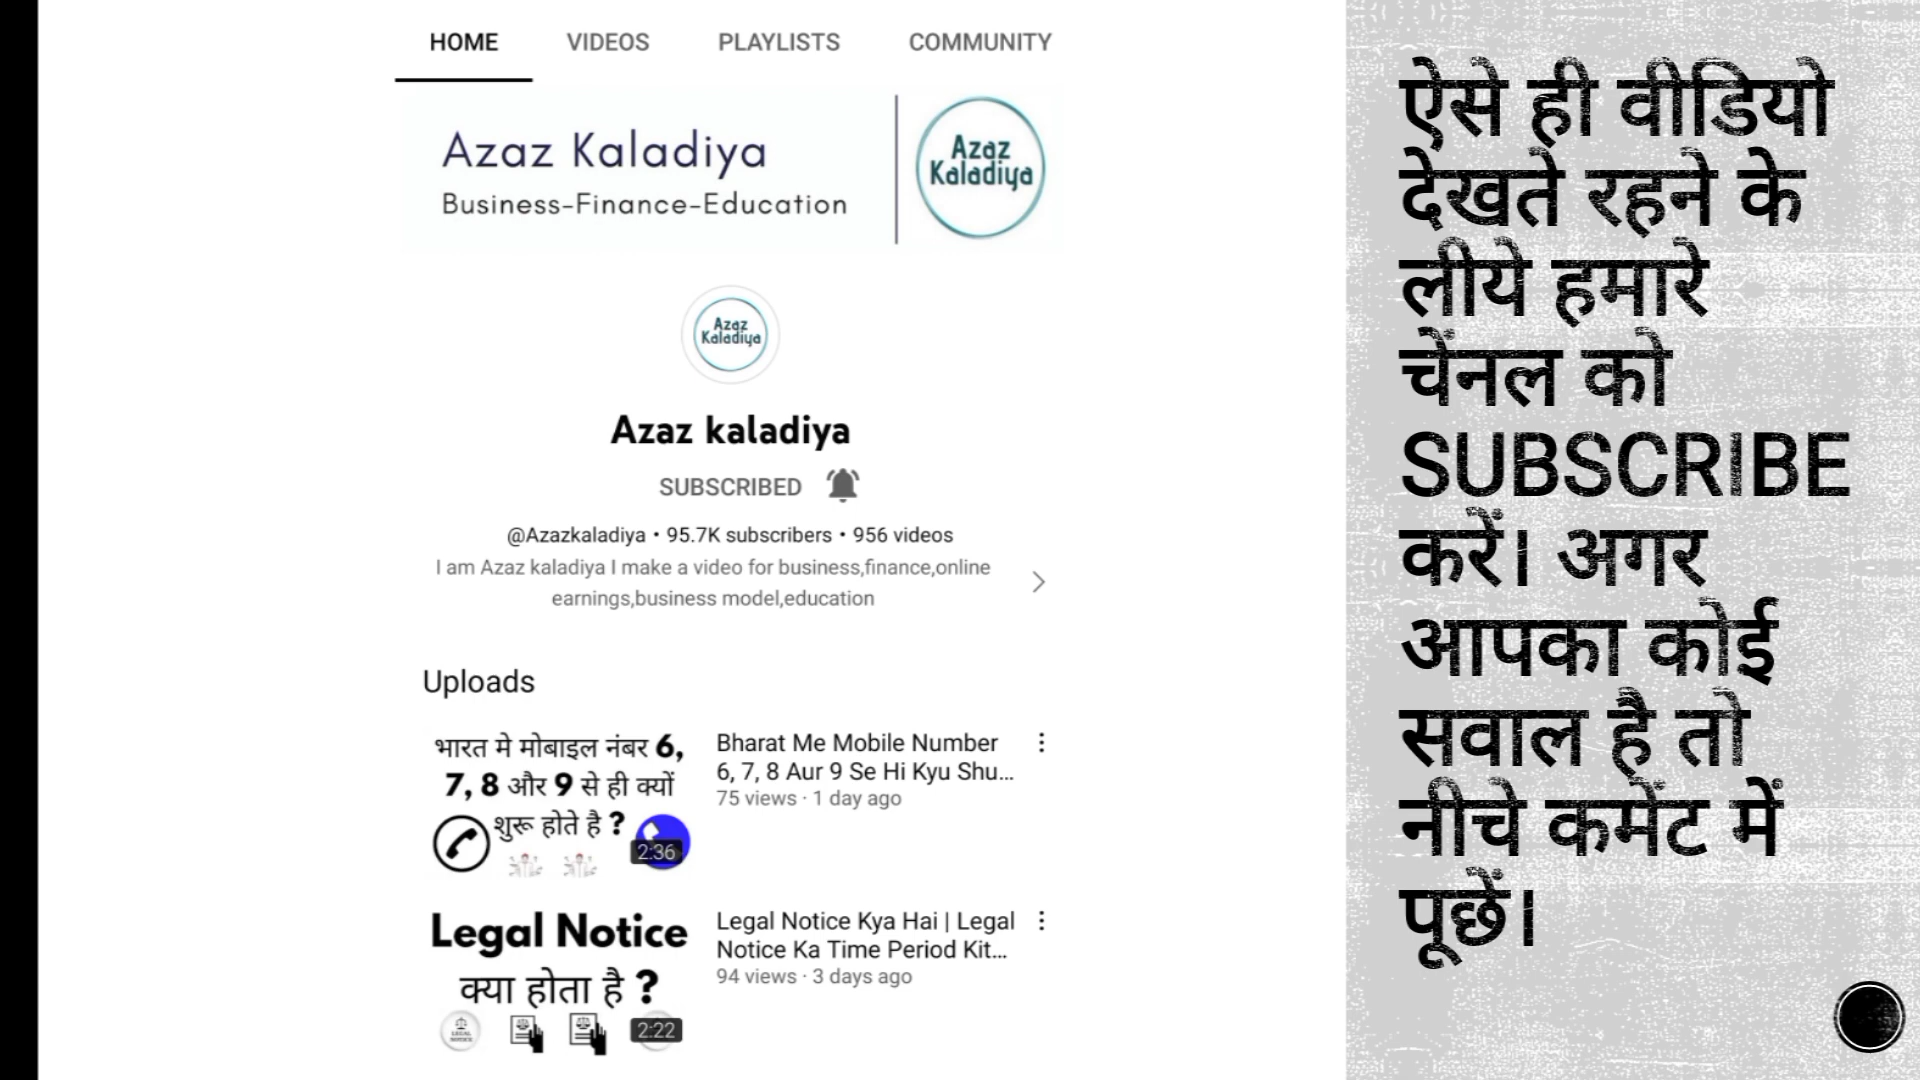 HOME VIDEOS PLAYLISTS COMMUNITY
Azaz Kaladiya
Business-Finance-Education
Azaz
Kaladiya
Azaz
Kaladiya
Azaz kaladiya
SUBSCRIBED
@Azazkaladiya • 95.7K subscribers • 956 videos
I am Azaz kaladiya I make a video for business,finance,online
earnings,business model,education
Uploads
भारत मे मोबाइल नंबर 6,
7, 8 और 9 से ही क्यों
शुरू होते है ?
2:36
Bharat Me Mobile Number
6, 7, 8 Aur 9 Se Hi Kyu Shu...
75 views · 1 day ago
Legal Notice
क्या होता है ?
LEGAL
NOTICE
2:22
Legal Notice Kya Hai | Legal
Notice Ka Time Period Kit...
94 views · 3 days ago
ऐसे ही वीडियो
देखते रहने के
लीये हमारे
चेंनल को
SUBSCRIBE
करें। अगर
आपका कोई
सवाल है तो
नीचे कमेंट में
पूछें।